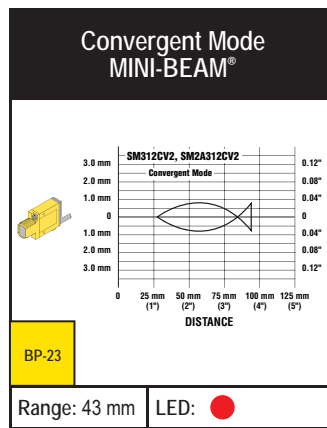 Convergent Mode
MINI-BEAM®
SM312CV2, SM2A312CV2
Convergent Mode
3.0 mm 0.12"
2.0 mm 0.08"
1.0 mm 0.04"
0 0
1.0 mm 0.04"
2.0 mm 0.08"
3.0 mm 0.12"
0 25 mm 50 mm 75 mm 100 mm 125 mm
(1") (2") (3") (4") (5")
DISTANCE
BP-23
Range: 43 mm LED: